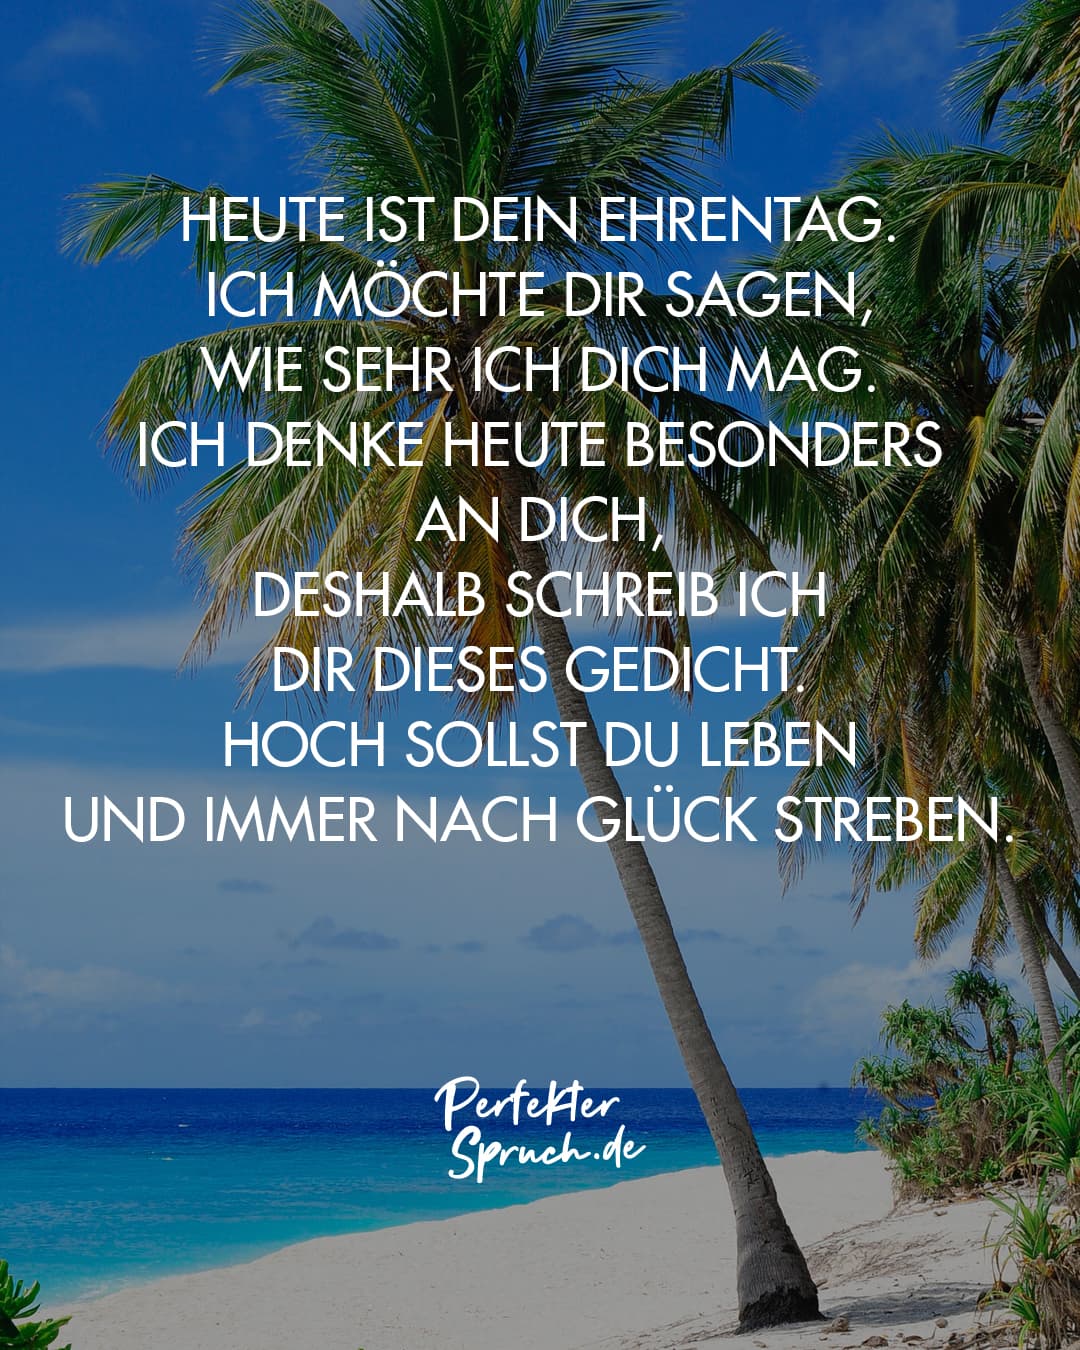 HEUTE IST DEIN EHRENTAG.
ICH MÖCHTE DIR SAGEN,
WIE SEHR ICH DICH MAG.
ICH DENKE HEUTE BESONDERS
AN DICH,
DESHALB SCHREIB ICH
DIR DIESES GEDICHT.
HOCH SOLLST DU LEBEN
UND IMMER NACH GLÜCK STREBEN.
Perfekter
Spruch.de